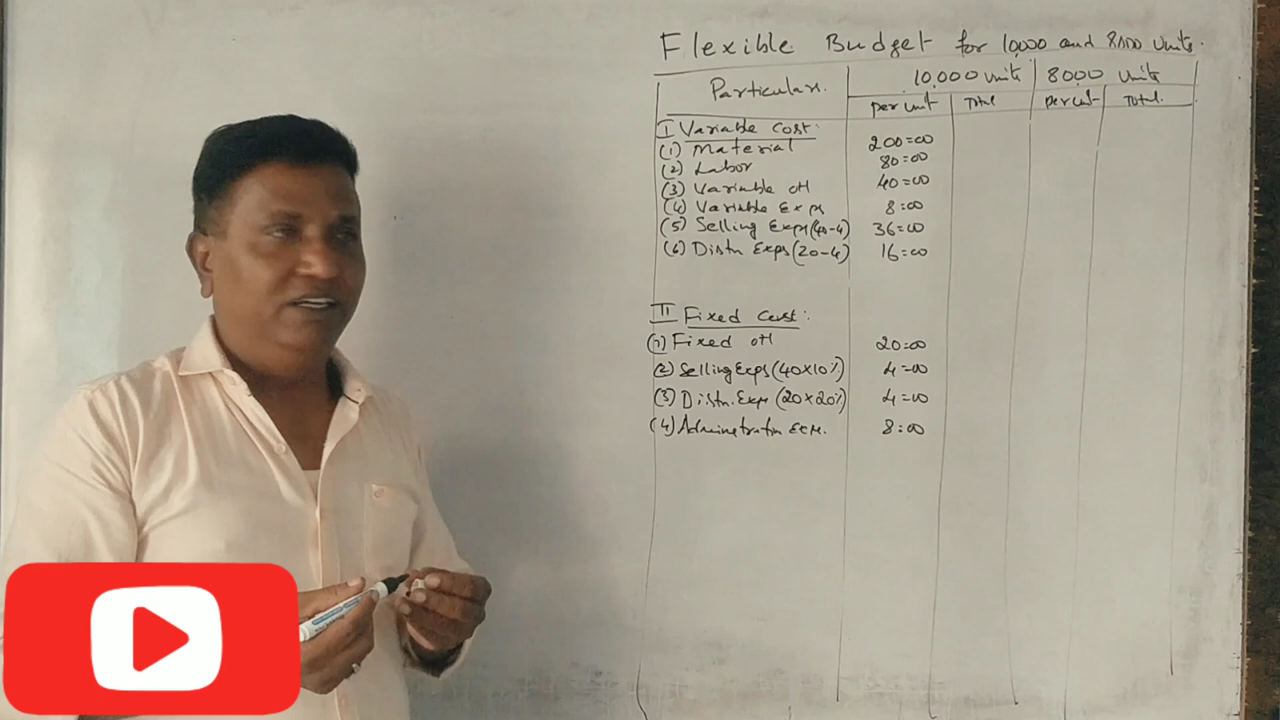 Flexible Budget for 10,000 and 8000 units.
Particulars. 10,000 units 8000 units
per unit Total per unit Total.
I Variable Cost:
(1) Material 200=00
(2) Labor 80=00
(3) Variable OH 40=00
(4) Variable Exps 8=00
(5) Selling Exps (40-4) 36=00
(6) Distn Exps (20-4) 16=00
II Fixed Cost:
(1) Fixed OH 20=00
(2) Selling Exps (40x10%) 4=00
(3) Distn. Exps (20x20%) 4=00
(4) Exps. 8=00